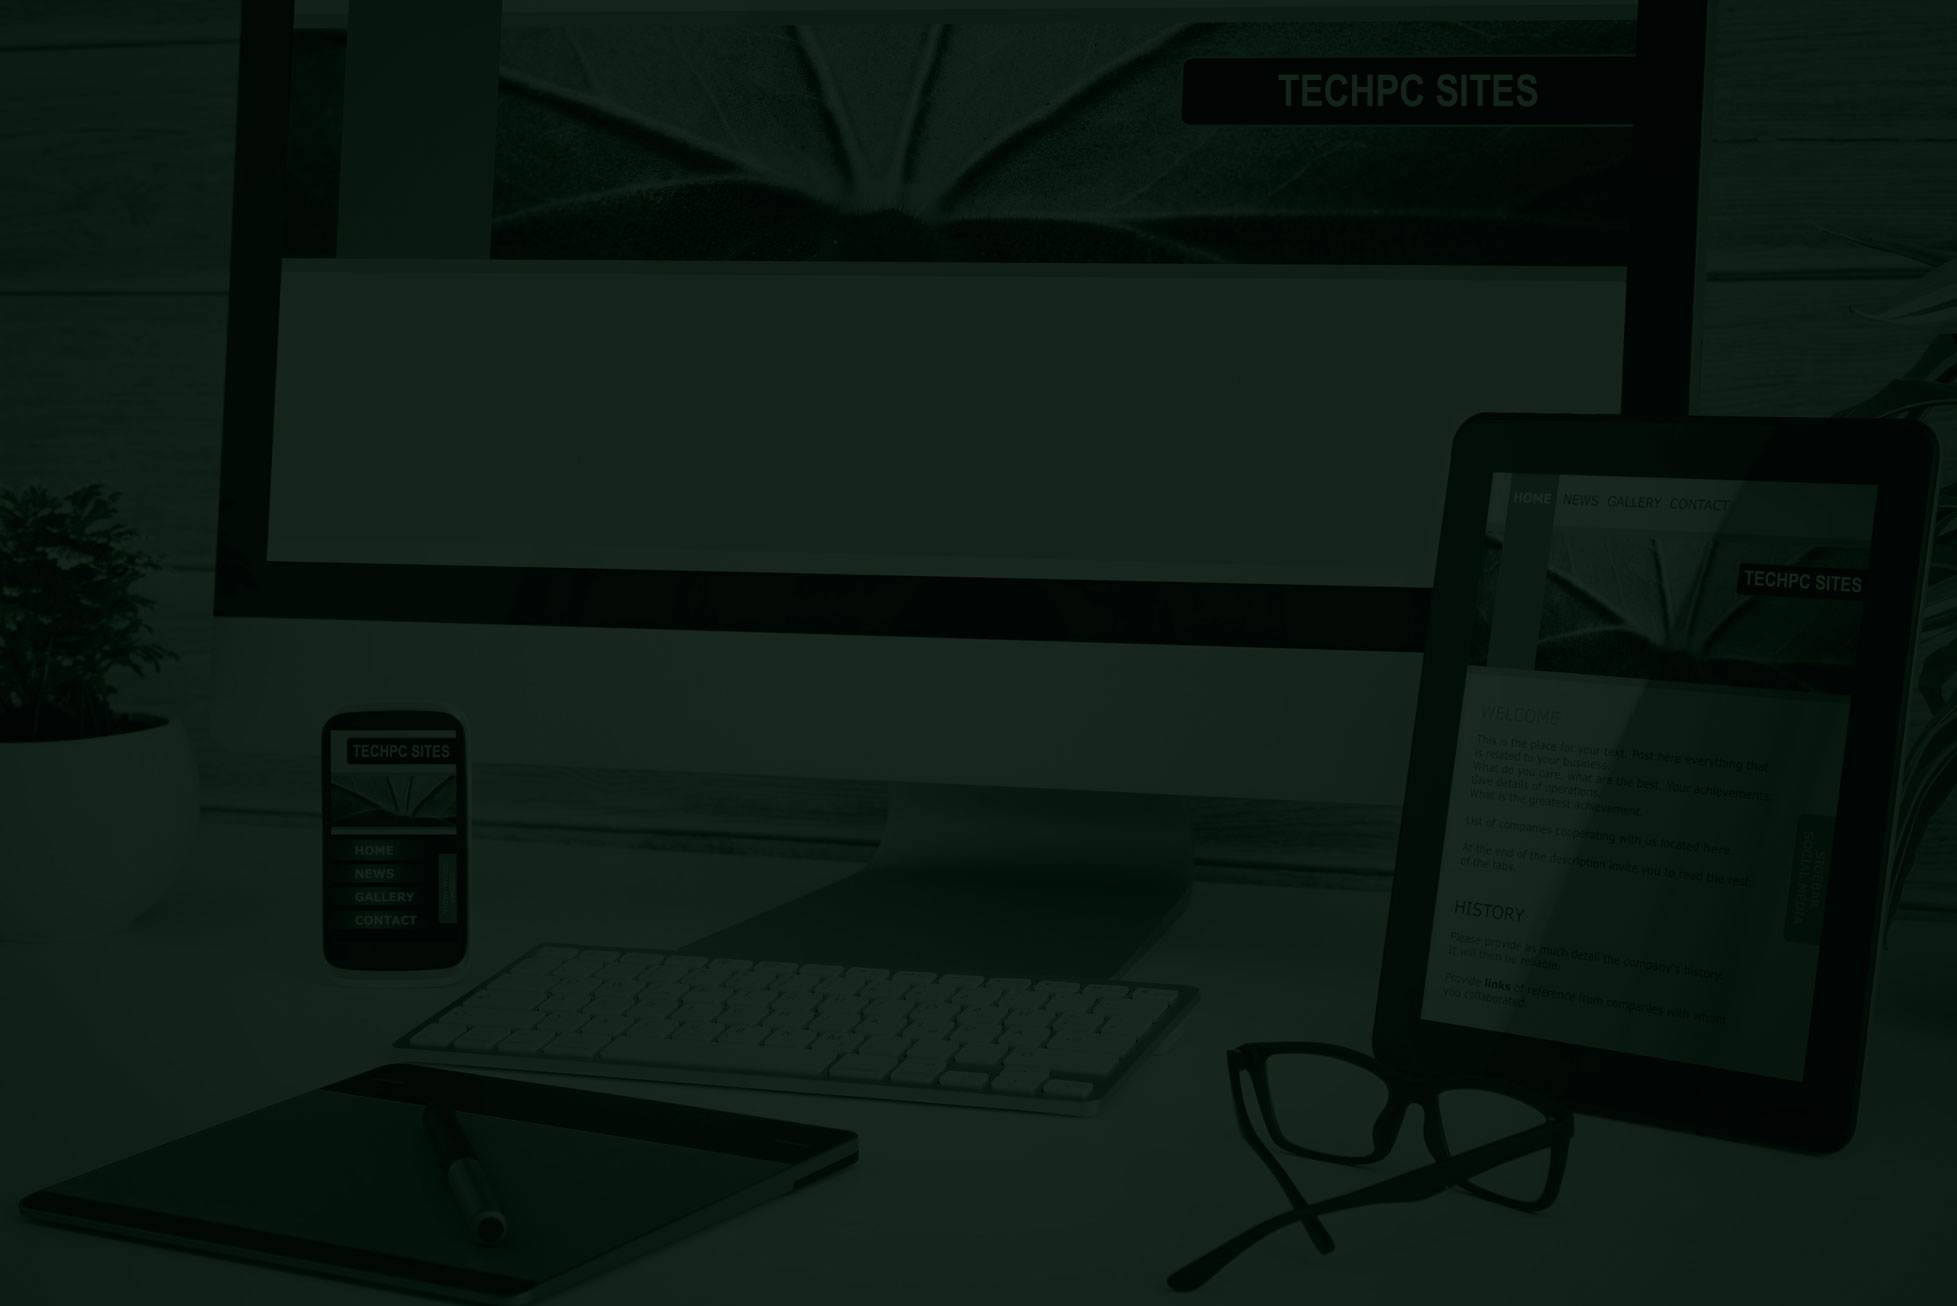 TECHPC SITES
HOME NEWS GALLERY CONTACT
TECHPC SITES
WELCOME
This is the place for your text. Post here everything that
is related to your business.
What do you care, what are the best. Your achievements.
Give details of operations.
What is the greatest achievement.
List of companies cooperating with us located here.
At the end of the description invite you to read the rest
of the tabs.
HISTORY
Please provide as much detail the company's history.
It will then be reliable.
Provide links of reference from companies with whom
you collaborated.
SIDEBAR
SOCIAL MEDIA
TECHPC SITES
HOME
NEWS
GALLERY
CONTACT